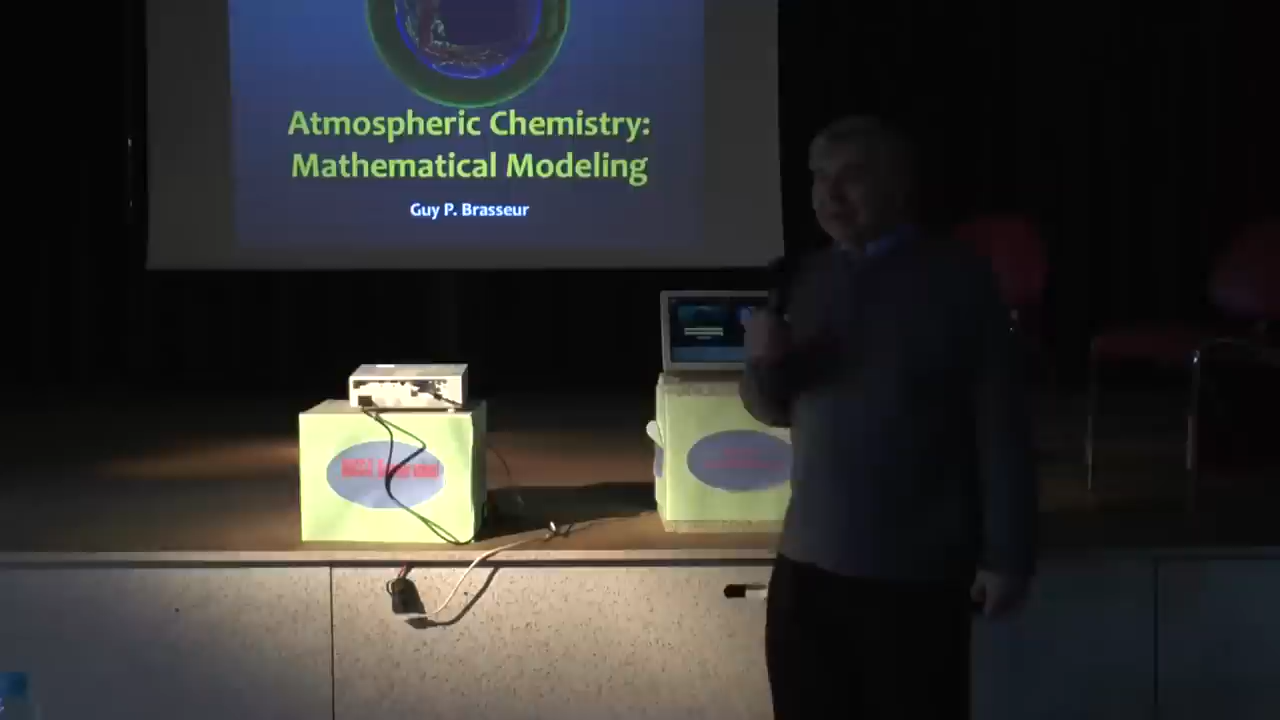 Atmospheric Chemistry:
Mathematical Modeling
Guy P. Brasseur